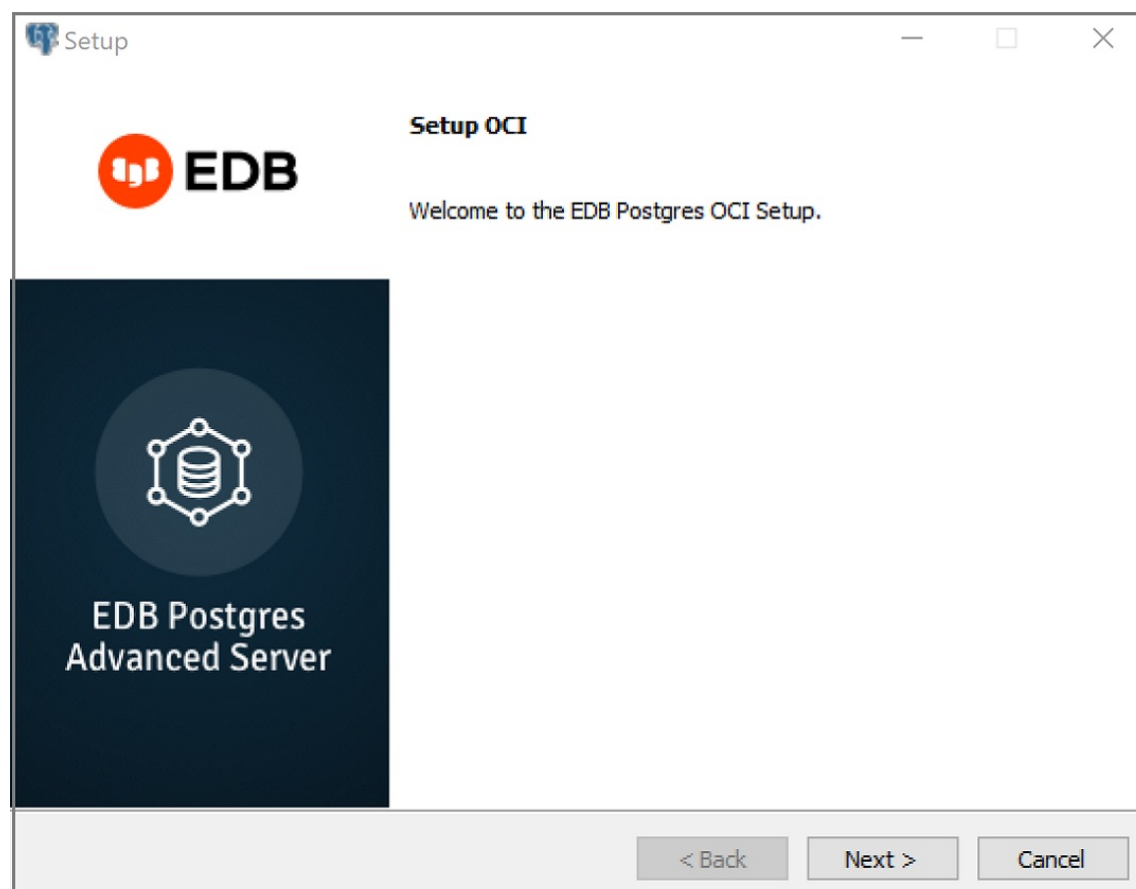 Setup
EDB
Setup OCI
Welcome to the EDB Postgres OCI Setup.
EDB Postgres
Advanced Server
< Back
Next >
Cancel